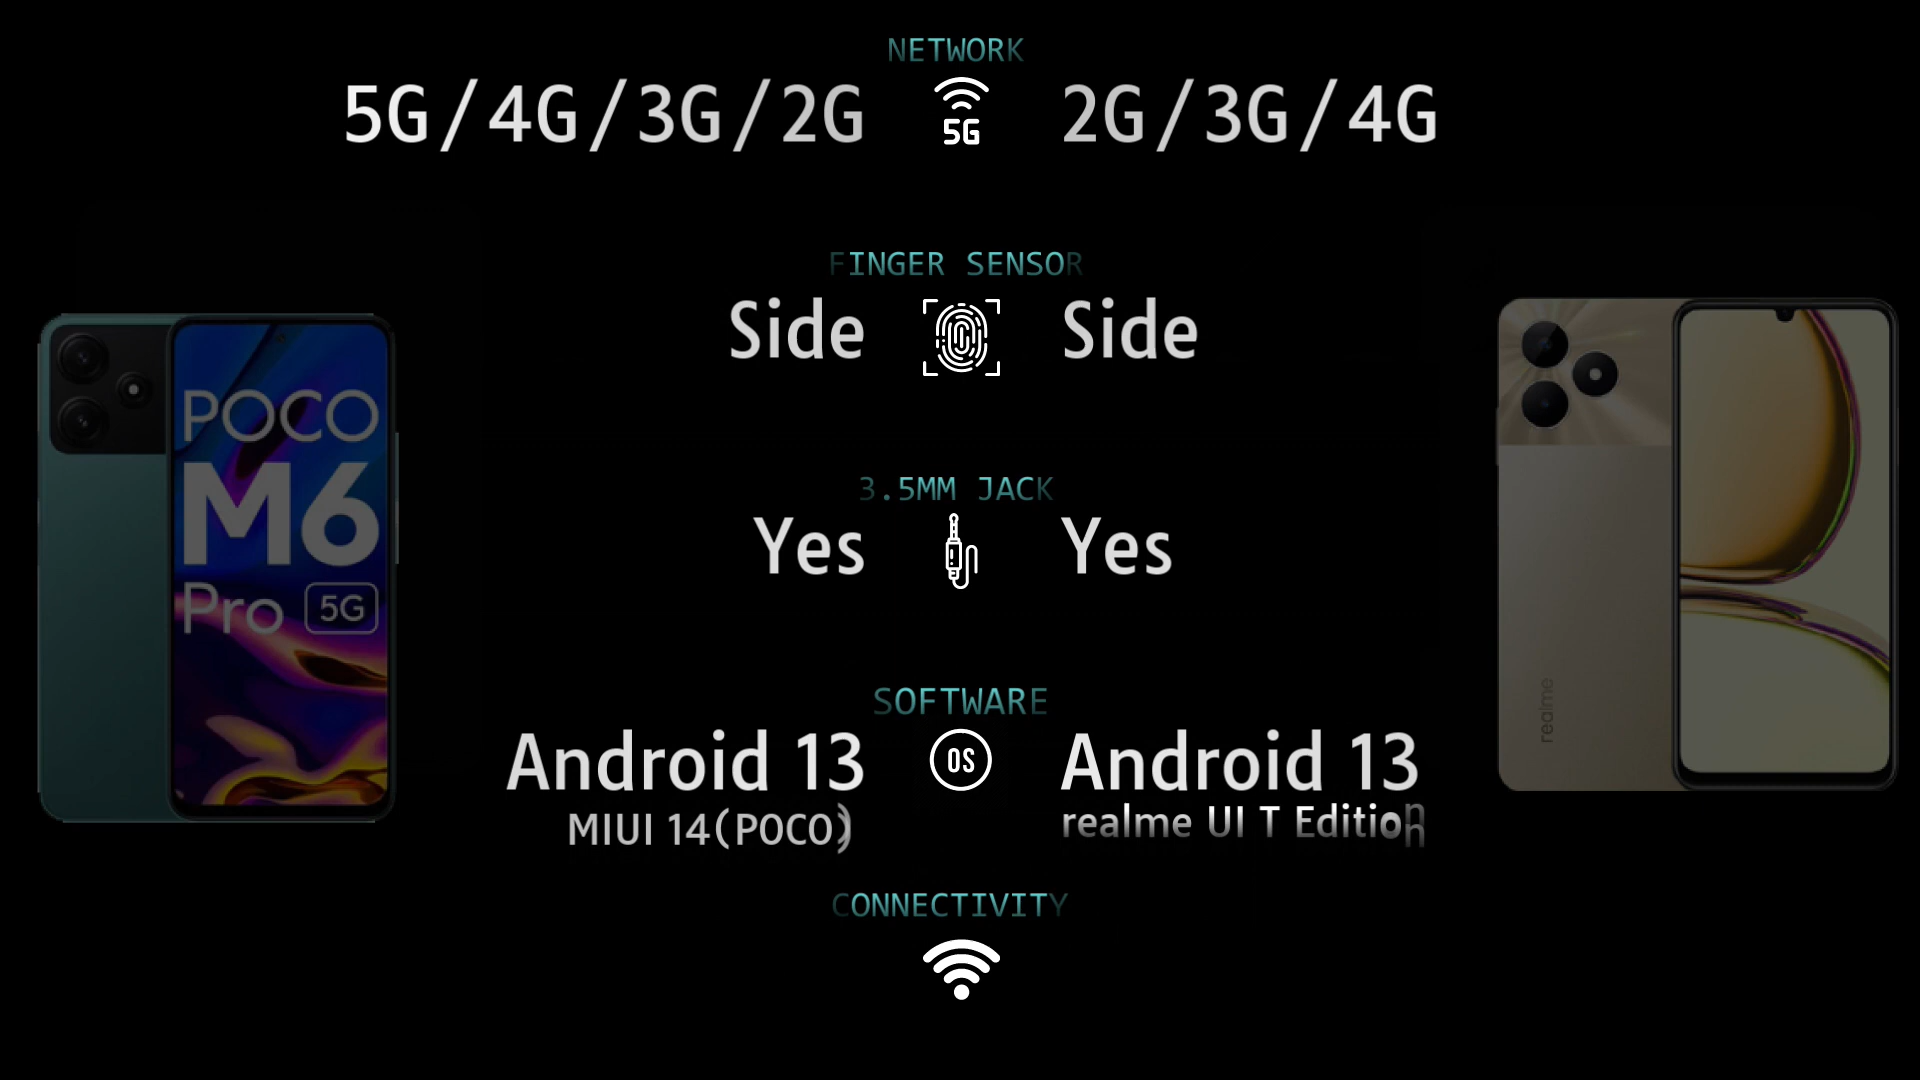 NETWORK
5G/4G/3G/2G
5G
2G/3G/4G
FINGER SENSOR
Side
Side
3.5MM JACK
Yes
Yes
SOFTWARE
Android 13
OS
Android 13
MIUI 14(POCO)
realme UI T Edition
CONNECTIVITY
POCO
M6
Pro 5G
realme